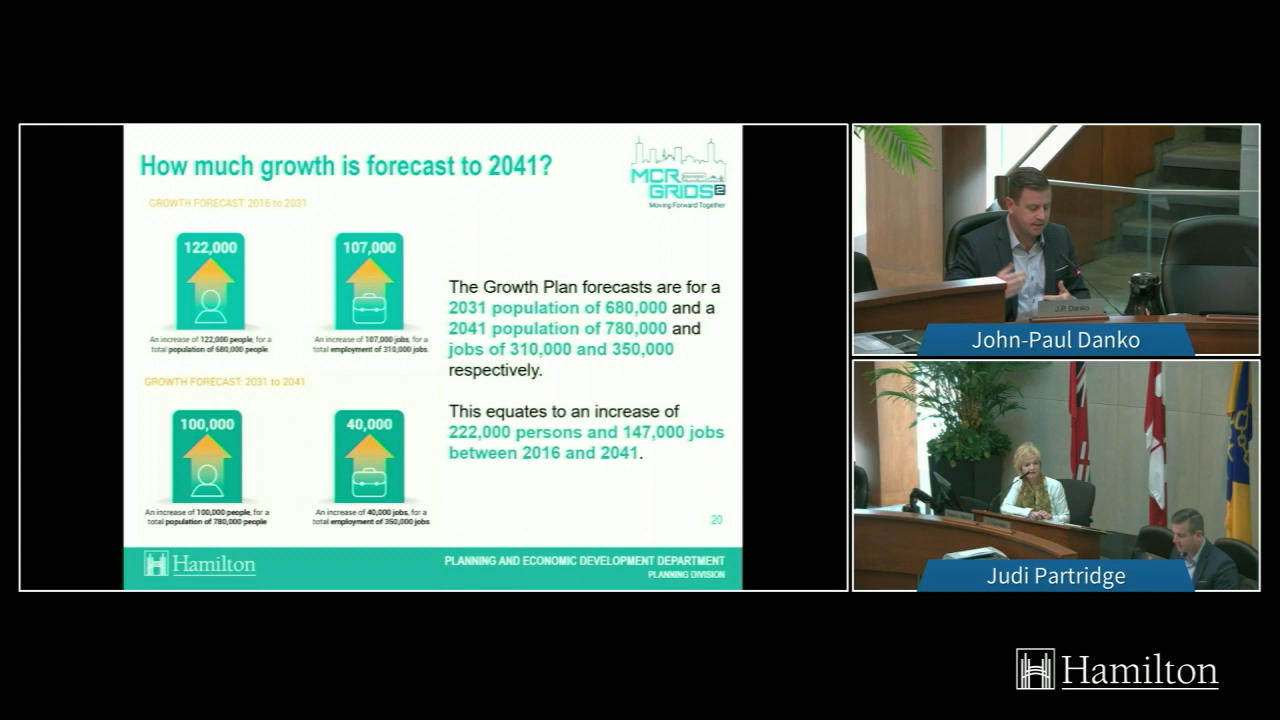 How much growth is forecast to 2041?
MCR
GRIDS2
Moving Forward Together
GROWTH FORECAST: 2016 to 2031
122,000
An increase of 122,000 people, for a
total population of 680,000 people.
107,000
An increase of 107,000 jobs, for a
total employment of 310,000 jobs.
GROWTH FORECAST: 2031 to 2041
100,000
An increase of 100,000 people, for a
total population of 780,000 people
40,000
An increase of 40,000 jobs, for a
total employment of 350,000 jobs
The Growth Plan forecasts are for a
2031 population of 680,000 and a
2041 population of 780,000 and
jobs of 310,000 and 350,000
respectively.
This equates to an increase of
222,000 persons and 147,000 jobs
between 2016 and 2041.
20
Hamilton
PLANNING AND ECONOMIC DEVELOPMENT DEPARTMENT
PLANNING DIVISION
J.P. Danko
John-Paul Danko
Judi Partridge
Hamilton